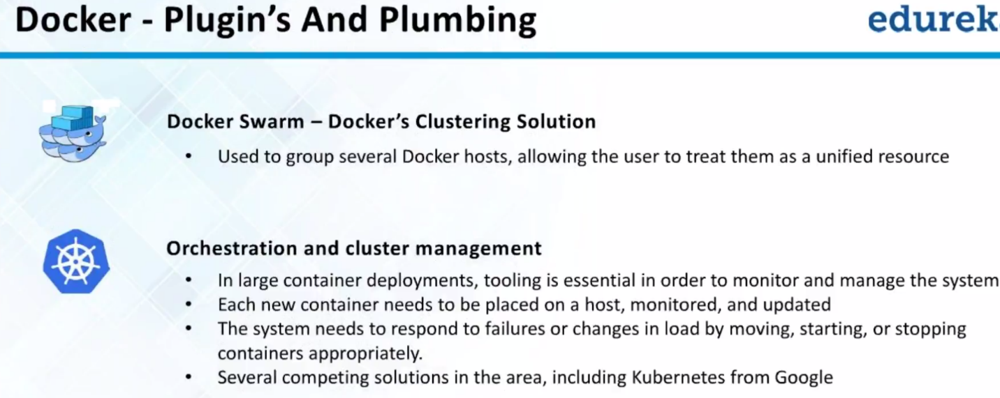 Docker - Plugin's And Plumbing
edurek
Docker Swarm – Docker's Clustering Solution
• Used to group several Docker hosts, allowing the user to treat them as a unified resource
Orchestration and cluster management
• In large container deployments, tooling is essential in order to monitor and manage the system
• Each new container needs to be placed on a host, monitored, and updated
• The system needs to respond to failures or changes in load by moving, starting, or stopping
containers appropriately.
• Several competing solutions in the area, including Kubernetes from Google